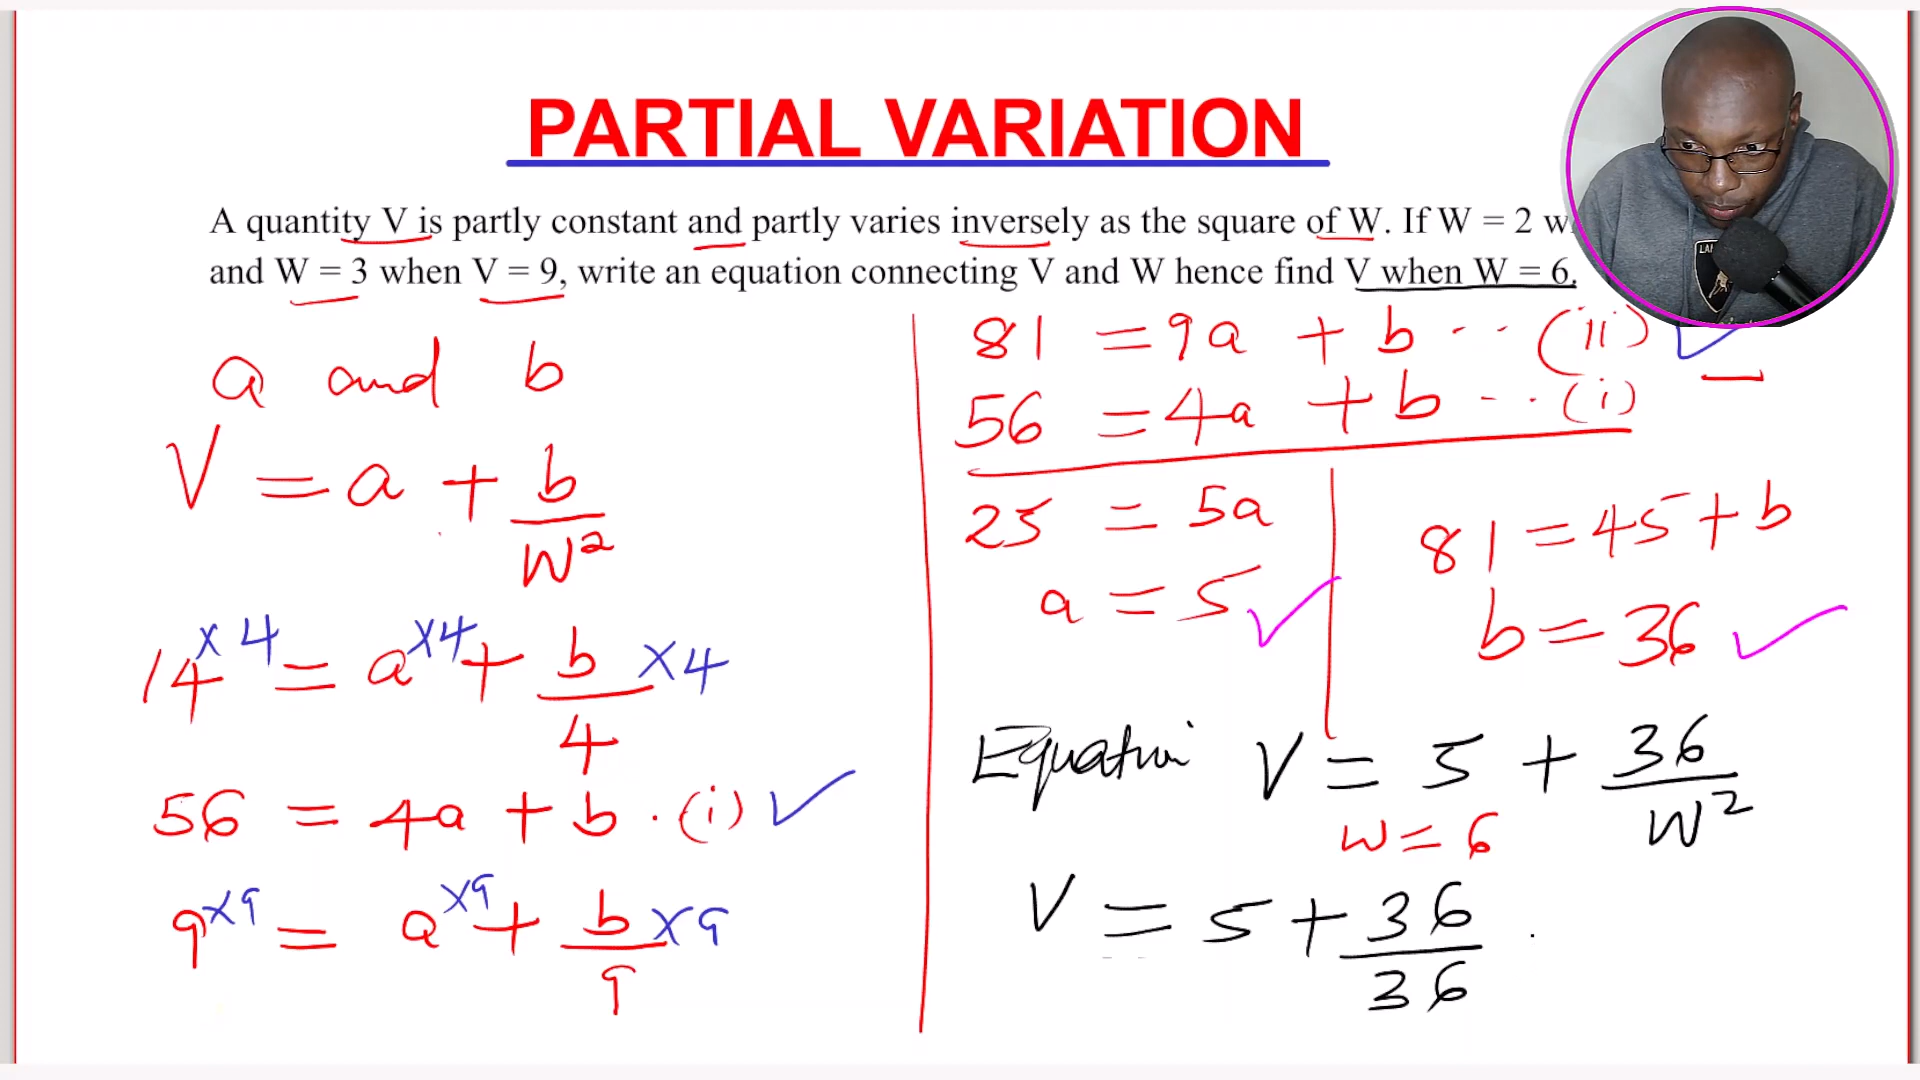 PARTIAL VARIATION
A quantity V is partly constant and partly varies inversely as the square of W. If W = 2
and W = 3 when V = 9, write an equation connecting V and W hence find V when W = 6.
a and b
V = a + b/W²
14 ×4 = a ×4 + b/4 ×4
56 = 4a + b . (i) ✓
9 ×9 = a ×9 + b/9 ×9
81 = 9a + b ... (ii) ✓
56 = 4a + b ... (i)
25 = 5a
a = 5 ✓
81 = 45 + b
b = 36 ✓
Equation V = 5 + 36/W²
W = 6
V = 5 + 36/36